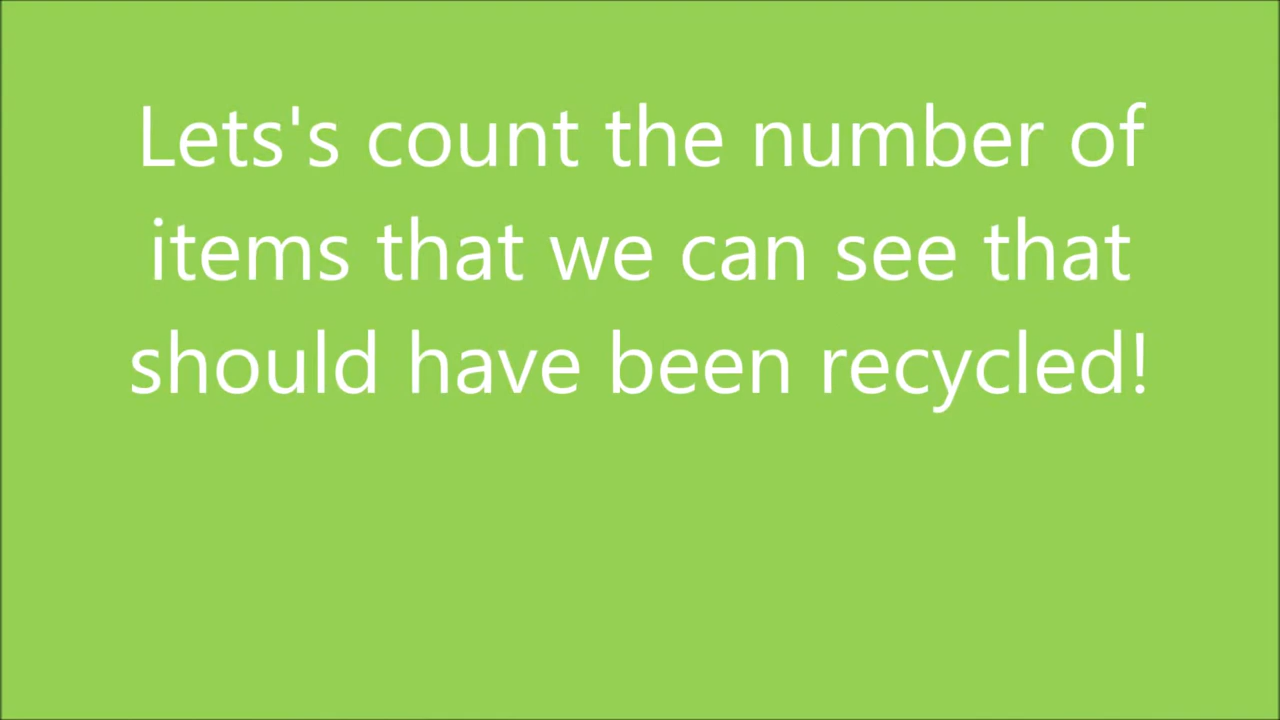 Lets's count the number of
items that we can see that
should have been recycled!